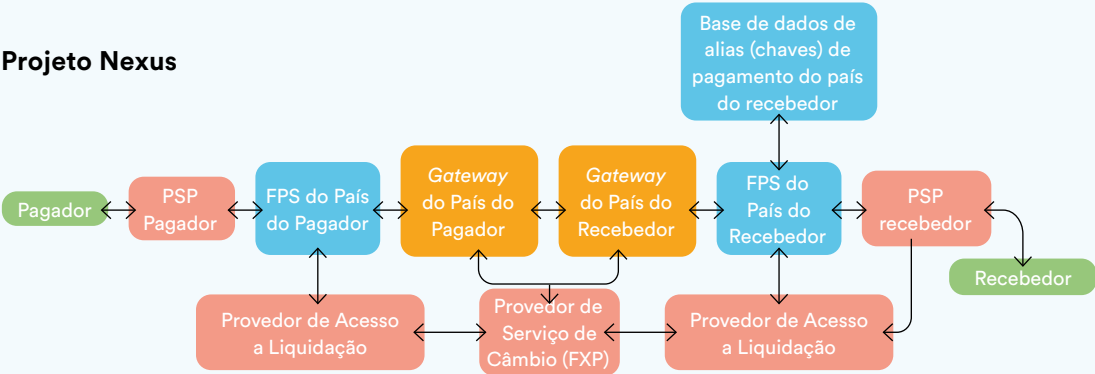 Projeto Nexus
Base de dados de
alias (chaves) de
pagamento do país
do recebedor
Pagador
PSP
Pagador
FPS do País
do Pagador
Gateway
do País do
Pagador
Gateway
do País do
Recebedor
FPS do
País do
Recebedor
PSP
recebedor
Recebedor
Provedor de Acesso
a Liquidação
Provedor de
Serviço de
Câmbio (FXP)
Provedor de Acesso
a Liquidação